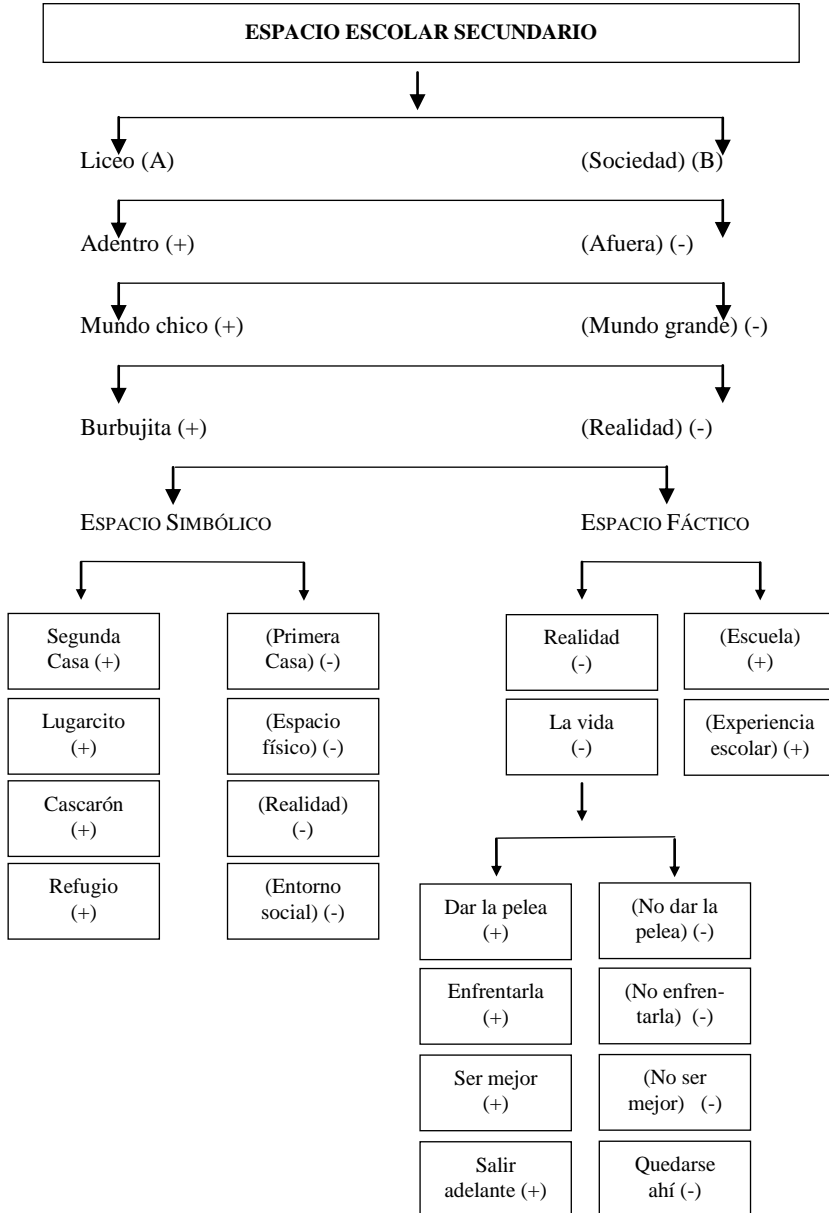 ESPACIO ESCOLAR SECUNDARIO
Liceo (A)
(Sociedad) (B)
Adentro (+)
(Afuera) (-)
Mundo chico (+)
(Mundo grande) (-)
Burbujita (+)
(Realidad) (-)
ESPACIO SIMBÓLICO
ESPACIO FÁCTICO
Segunda
Casa (+)
(Primera
Casa) (-)
Realidad
(-)
(Escuela)
(+)
Lugarcito
(+)
(Espacio
físico) (-)
La vida
(-)
(Experiencia
escolar) (+)
Cascarón
(+)
(Realidad)
(-)
Refugio
(+)
(Entorno
social) (-)
Dar la pelea
(+)
(No dar la
pelea) (-)
Enfrentarla
(+)
(No enfren-
tarla) (-)
Ser mejor
(+)
(No ser
mejor) (-)
Salir
adelante (+)
Quedarse
ahí (-)